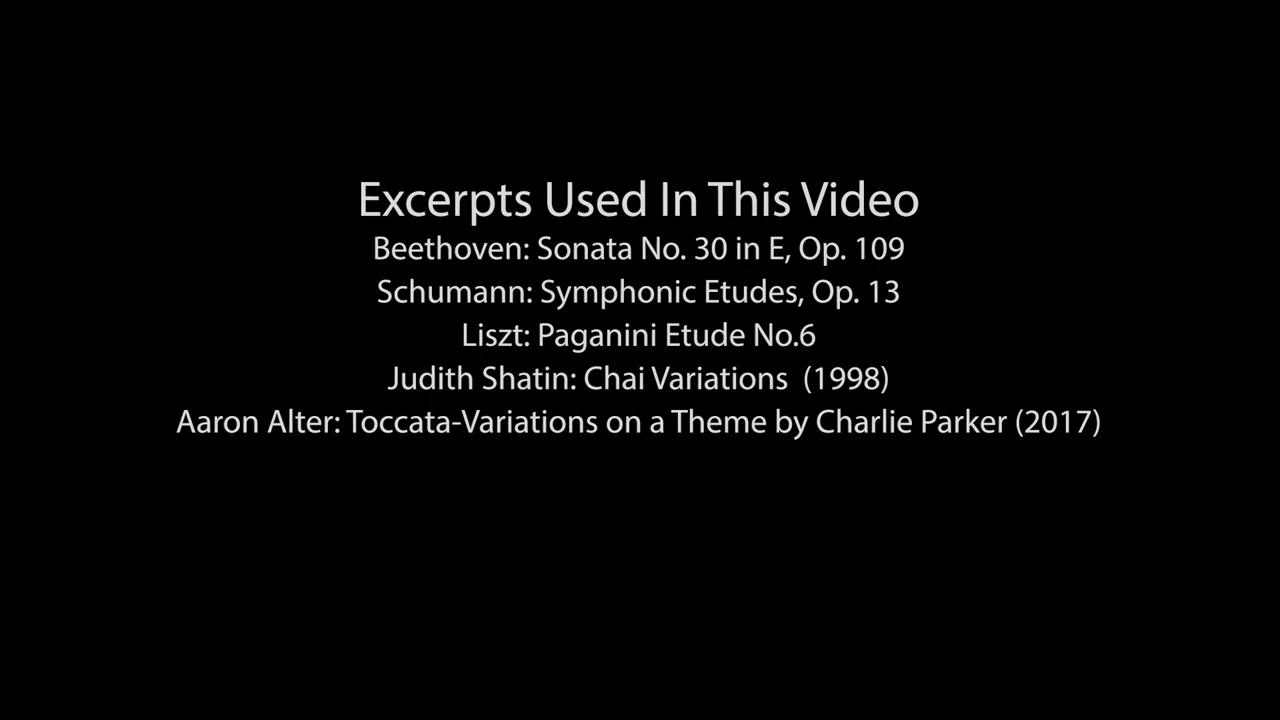 Excerpts Used In This Video
Beethoven: Sonata No. 30 in E, Op. 109
Schumann: Symphonic Etudes, Op. 13
Liszt: Paganini Etude No.6
Judith Shatin: Chai Variations  (1998)
Aaron Alter: Toccata-Variations on a Theme by Charlie Parker (2017)